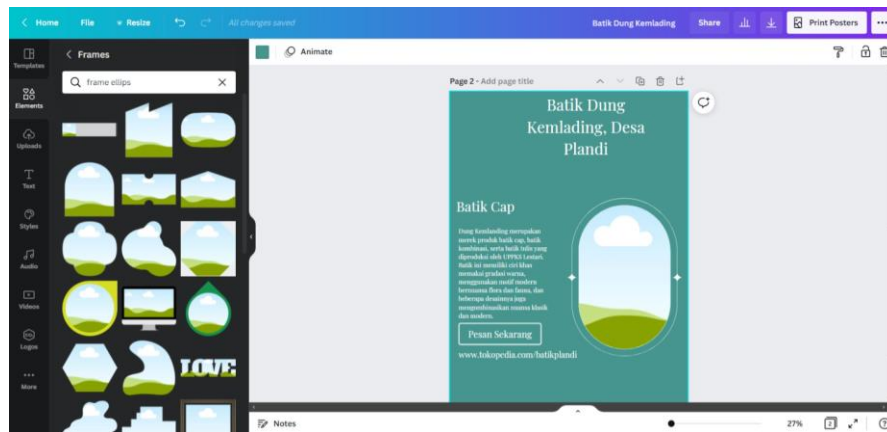 Home File Resize All changes saved Batik Dung Kemlading Share Print Posters
Templates
Elements
Uploads
Text
Styles
Audio
Videos
Logos
More
Frames
frame ellips
LOVE
Animate
Page 2 - Add page title
Batik Dung
Kemlading, Desa
Plandi
Batik Cap
Dung Kemlanding merupakan
merek produk batik cap, batik
kombinasi, serta batik tulis yang
diproduksi oleh UPPKS Lestari.
Batik ini memiliki ciri khas
memakai gradasi warna,
menggunakan motif modern
bernuansa flora dan fauna, dan
beberapa desainnya juga
mengombinasikan nuansa klasik
dan modern.
Pesan Sekarang
www.tokopedia.com/batikplandi
Notes 27% 2